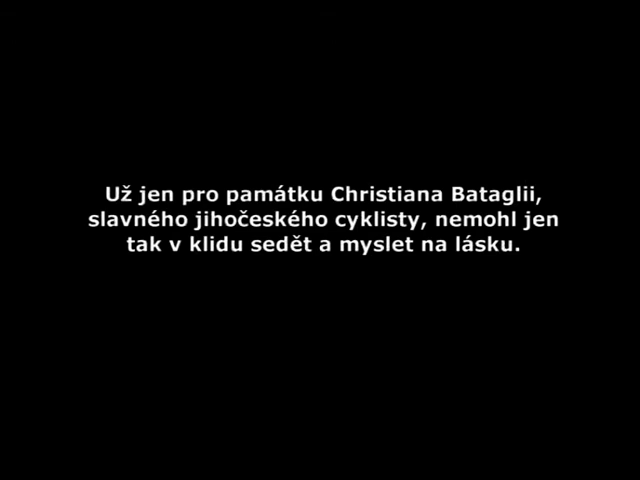 Už jen pro památku Christiana Bataglii,
slavného jihočeského cyklisty, nemohl jen
tak v klidu sedět a myslet na lásku.